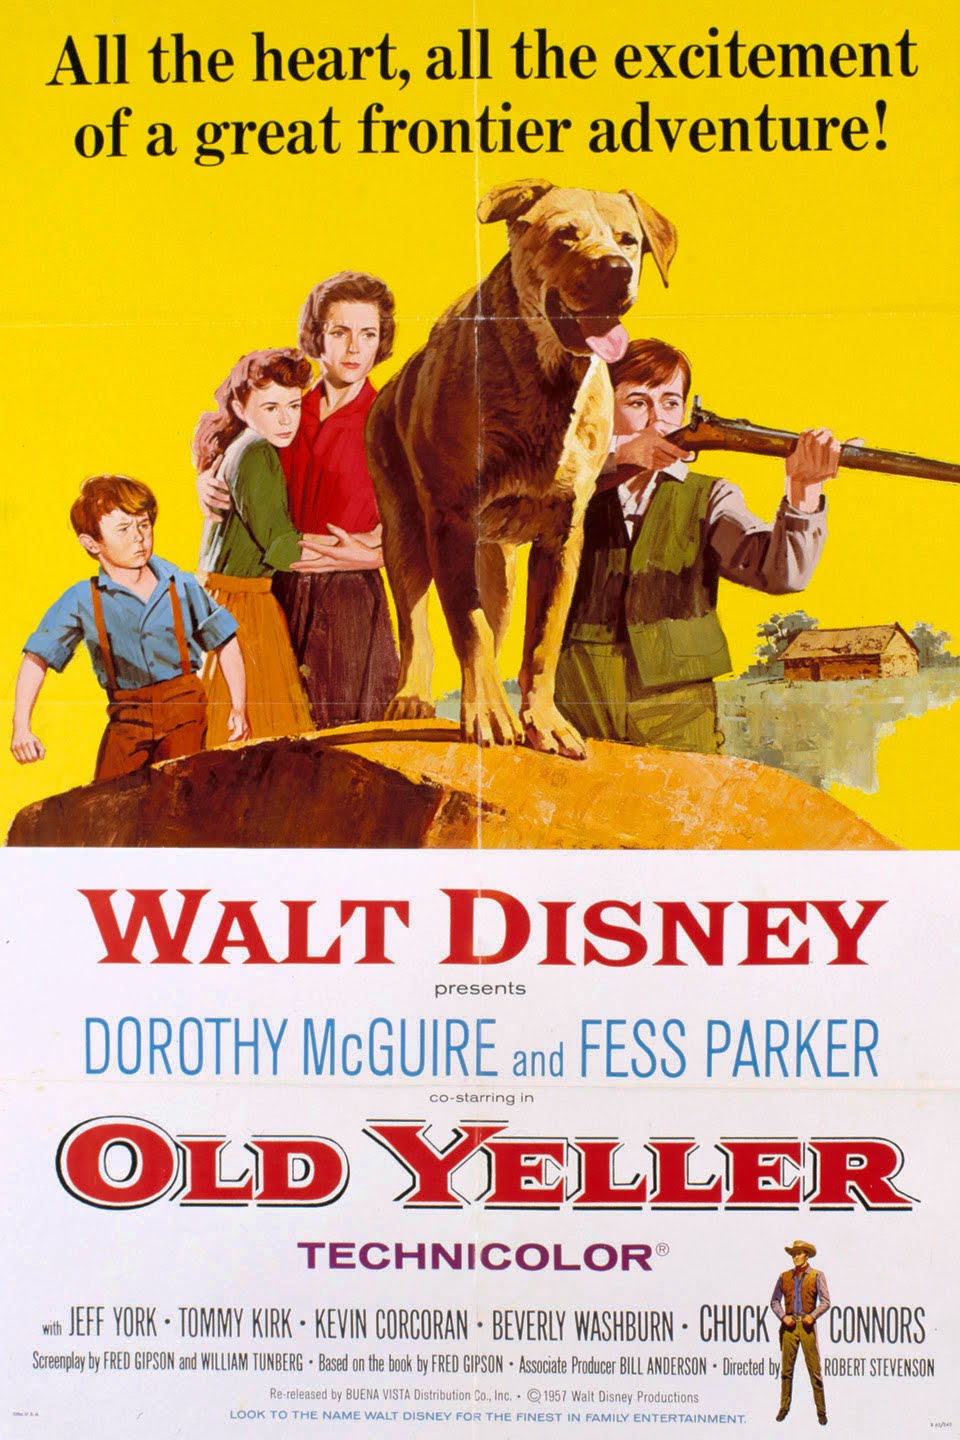 All the heart, all the excitement
of a great frontier adventure!
WALT DISNEY
presents
DOROTHY McGUIRE and FESS PARKER
co-starring in
OLD YELLER
TECHNICOLOR®
with JEFF YORK • TOMMY KIRK • KEVIN CORCORAN • BEVERLY WASHBURN • CHUCK CONNORS
Screenplay by FRED GIPSON and WILLIAM TUNBERG • Based on the book by FRED GIPSON • Associate Producer BILL ANDERSON • Directed by ROBERT STEVENSON
Re-released by BUENA VISTA Distribution Co., Inc. • © 1957 Walt Disney Productions
LOOK TO THE NAME WALT DISNEY FOR THE FINEST IN FAMILY ENTERTAINMENT.